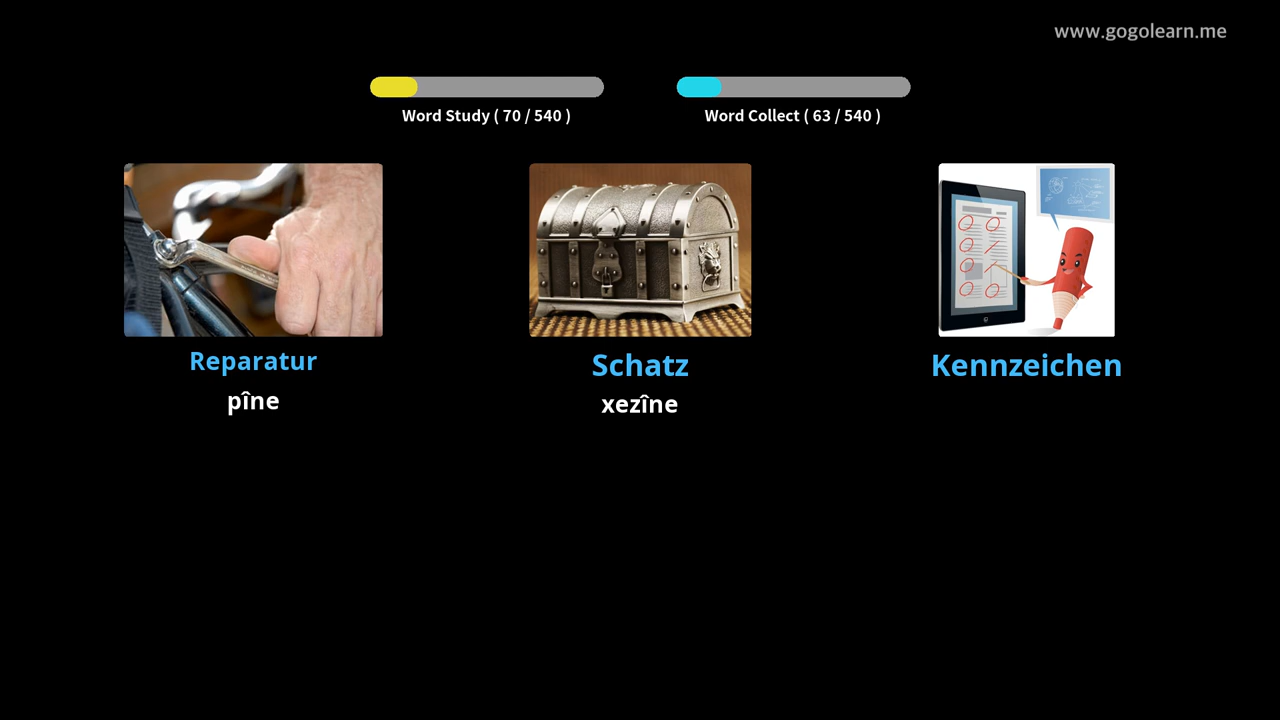 www.gogolearn.me
Word Study ( 70 / 540 )
Word Collect ( 63 / 540 )
Reparatur
pîne
Schatz
xezîne
Kennzeichen